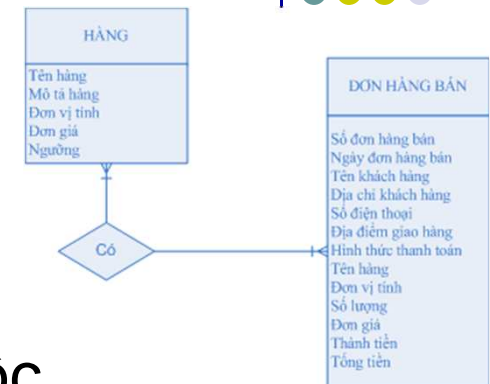 HÀNG
Tên hàng
Mô tả hàng
Đơn vị tính
Đơn giá
Ngưỡng
Có
ĐƠN HÀNG BÁN
Số đơn hàng bán
Ngày đơn hàng bán
Tên khách hàng
Địa chỉ khách hàng
Số điện thoại
Địa điểm giao hàng
Hình thức thanh toán
Tên hàng
Đơn vị tính
Số lượng
Đơn giá
Thành tiền
Tổng tiền